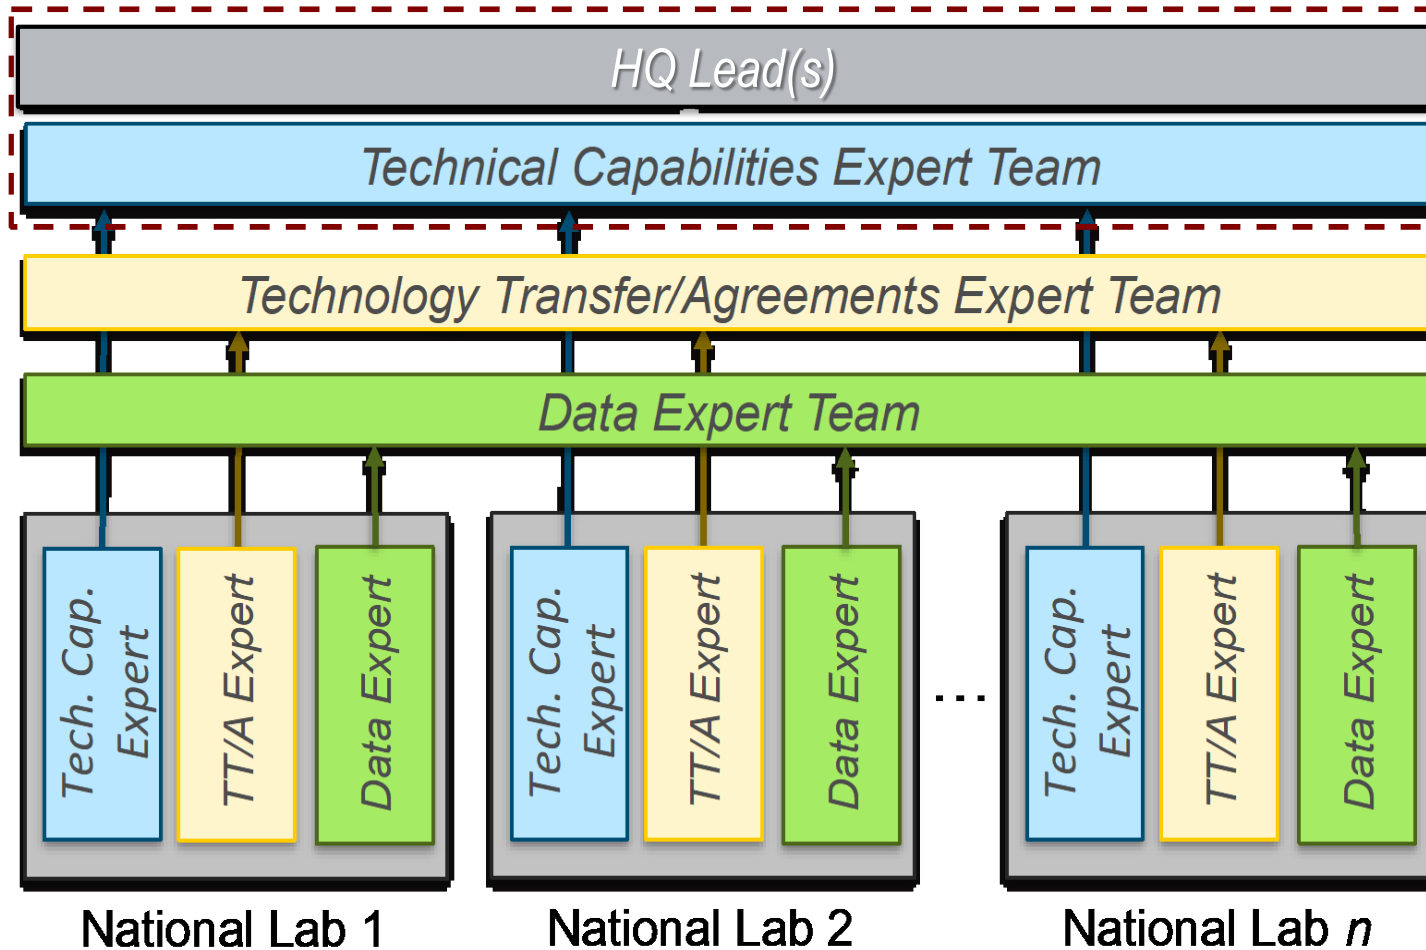 HQ Lead(s)
Technical Capabilities Expert Team
Technology Transfer/Agreements Expert Team
Data Expert Team
Tech. Cap.
Expert
TT/A Expert
Data Expert
Tech. Cap.
Expert
TT/A Expert
Data Expert
...
Tech. Cap.
Expert
TT/A Expert
Data Expert
National Lab 1
National Lab 2
National Lab n